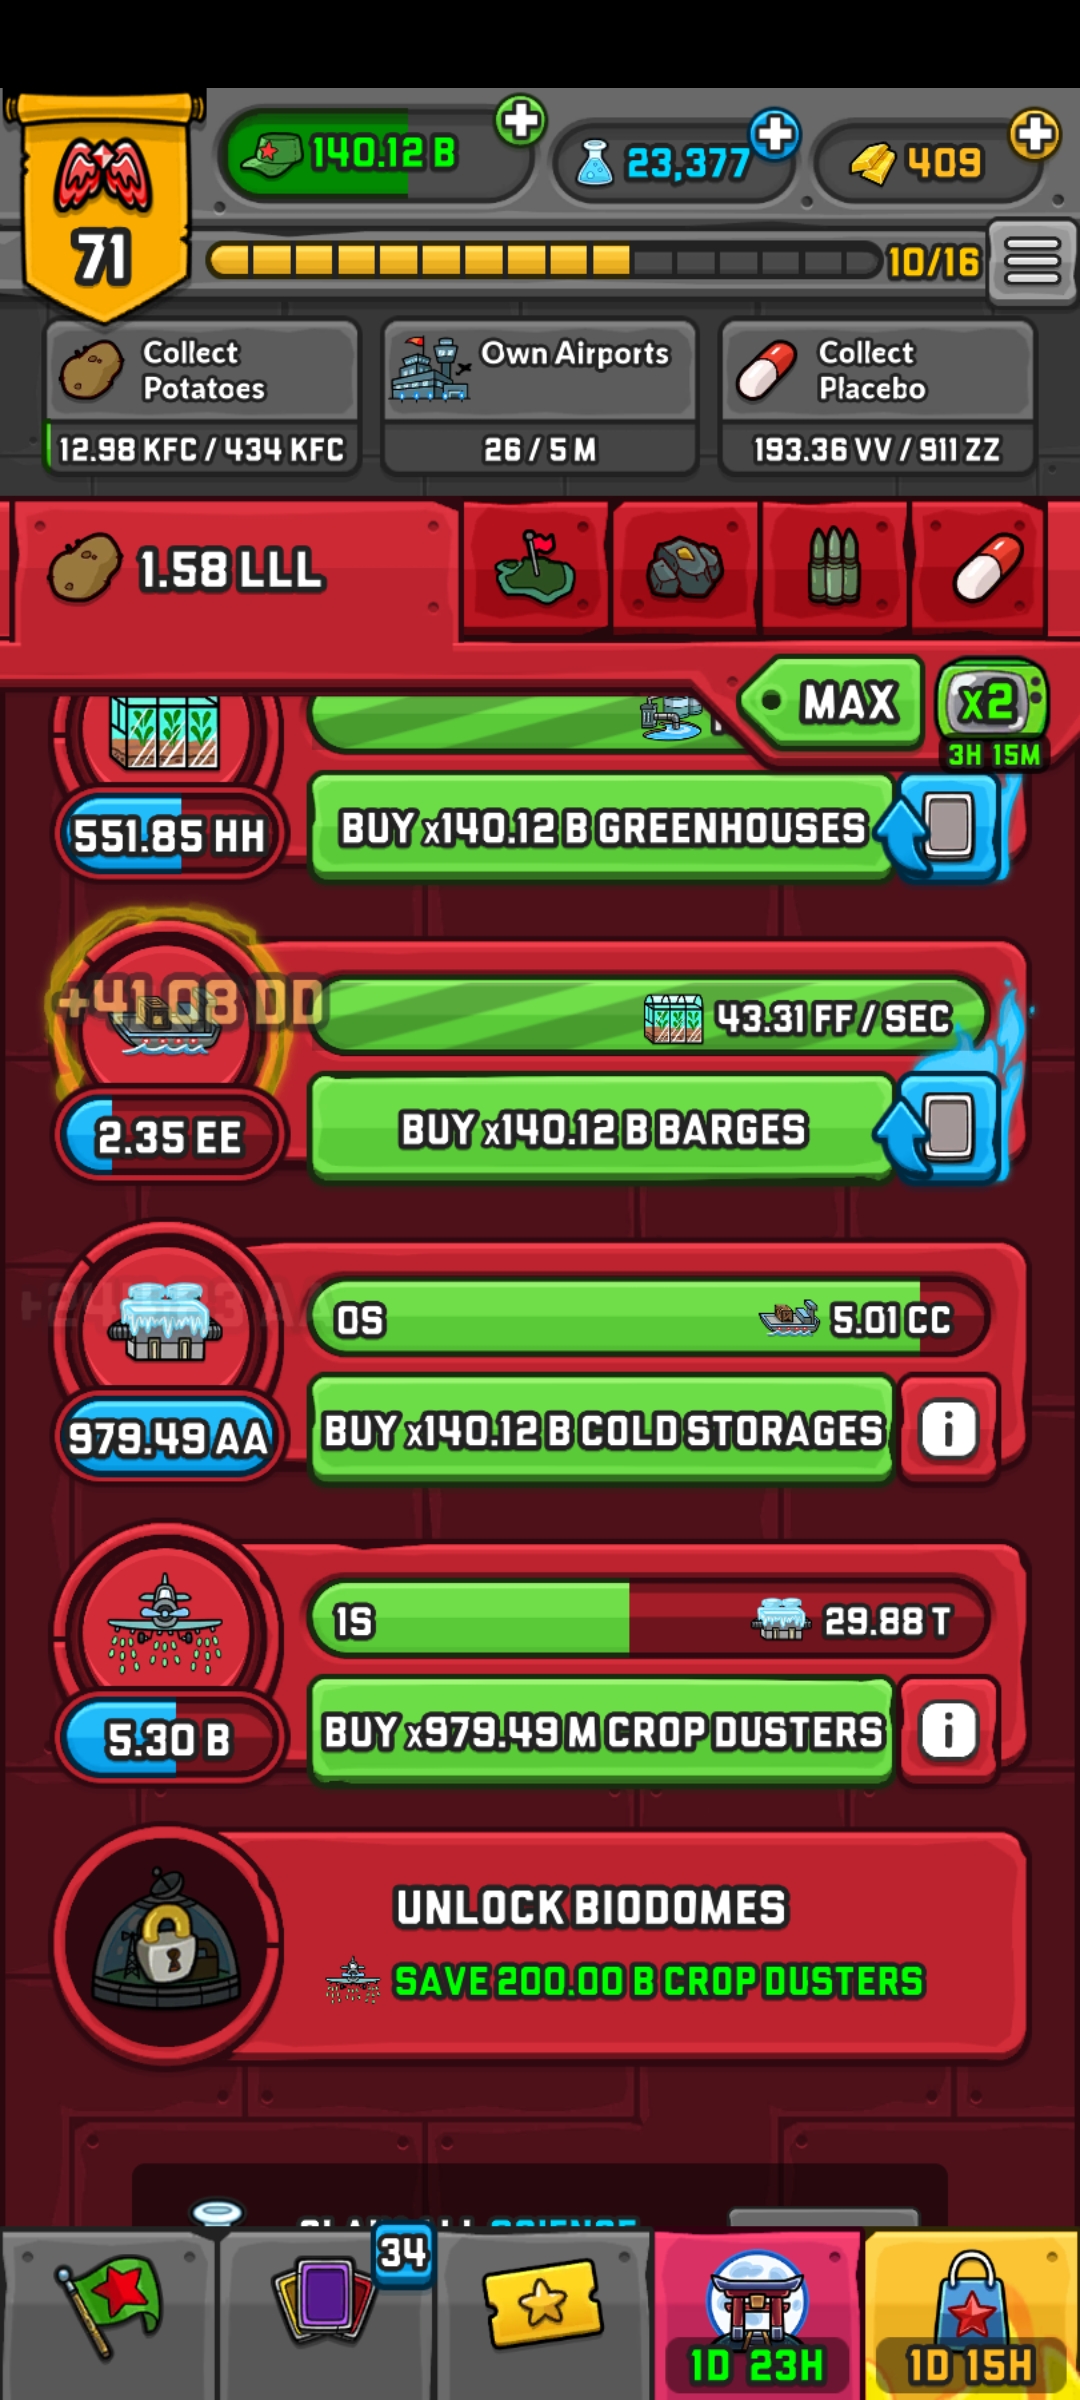 71
140.12 B
23,377
409
10/16
Collect
Potatoes
12.98 KFC / 434 KFC
Own Airports
26 / 5 M
Collect
Placebo
193.36 VV / 911 ZZ
1.58 LLL
MAX
x2
3H 15M
551.85 HH
BUY x140.12 B GREENHOUSES
+41.08 DD
43.31 FF / SEC
2.35 EE
BUY x140.12 B BARGES
0S
5.01 CC
979.49 AA
BUY x140.12 B COLD STORAGES
i
1S
29.88 T
5.30 B
BUY x979.49 M CROP DUSTERS
i
UNLOCK BIODOMES
SAVE 200.00 B CROP DUSTERS
34
1D 23H
1D 15H